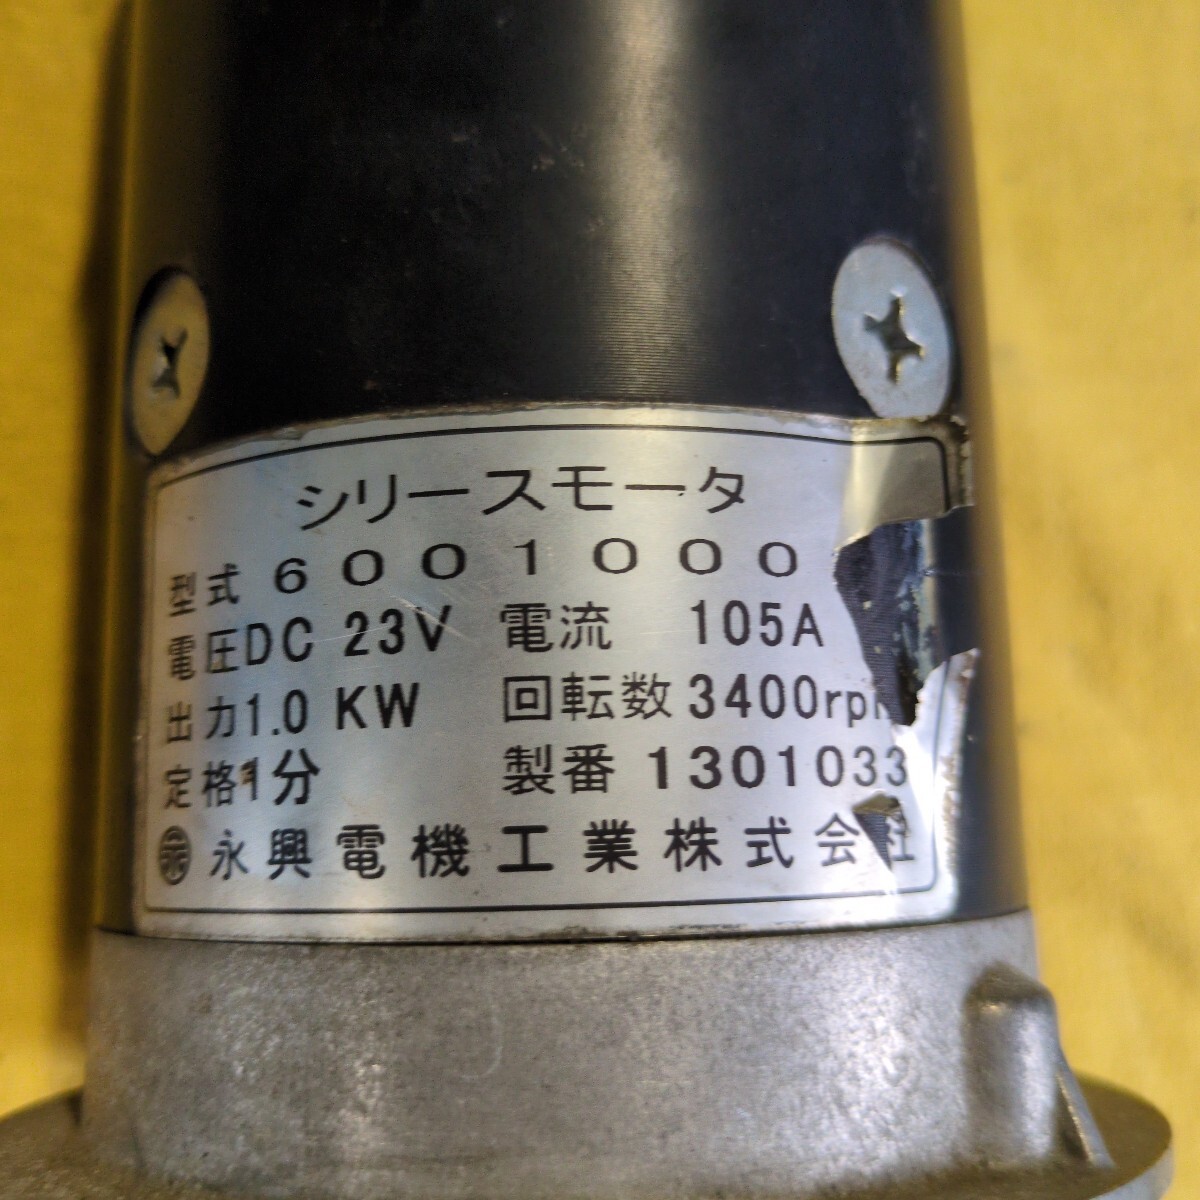 シリースモータ
型式 6001000
電圧DC 23V 電流 105A
出力1.0 KW 回転数 3400rpm
定格1分 製番 1301033
永興電機工業株式会社